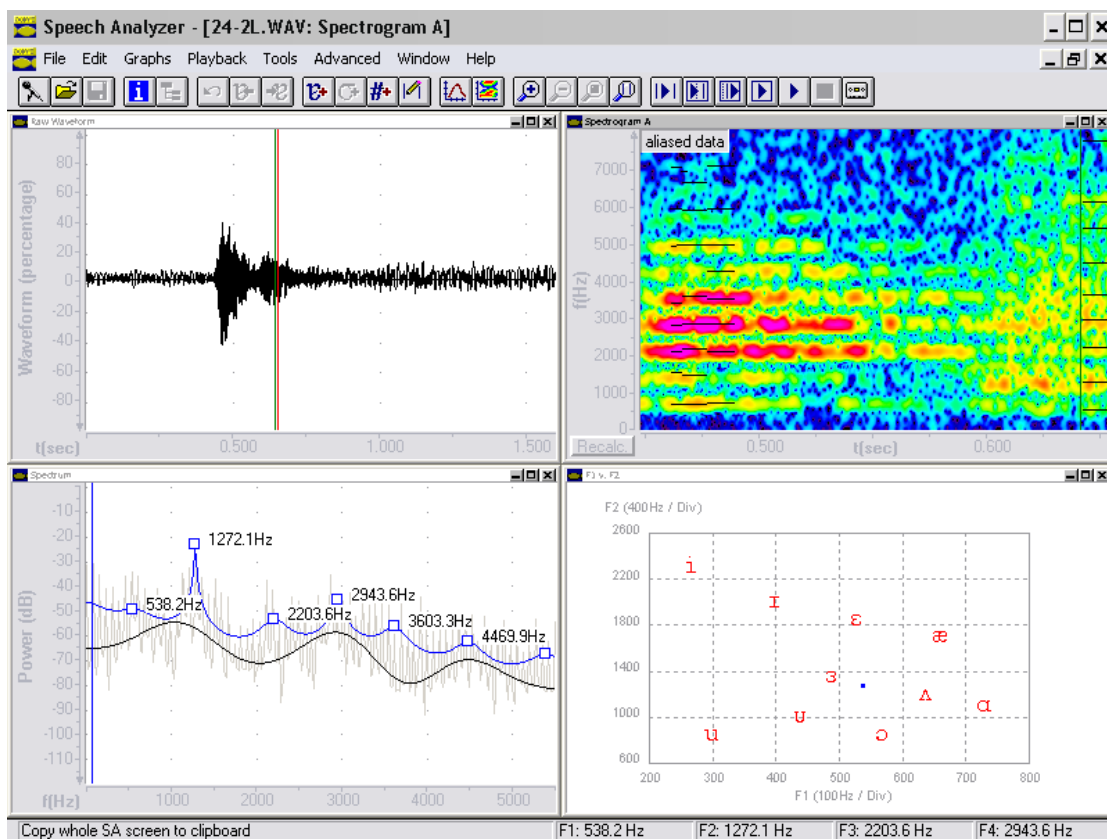 Speech Analyzer - [24-2L.WAV: Spectrogram A]
File Edit Graphs Playback Tools Advanced Window Help
Raw Waveform
Waveform (percentage)
80
60
40
20
0
-20
-40
-60
-80
t(sec) 0.500 1.000 1.500
Spectrogram A
aliased data
f(Hz)
7000
6000
5000
4000
3000
2000
1000
0
Recalc. 0.500 t(sec) 0.600
Spectrum
Power (dB)
-10
-20
-30
-40
-50
-60
-70
-80
-90
-100
-110
1272.1Hz
538.2Hz
2203.6Hz
2943.6Hz
3603.3Hz
4469.9Hz
f(Hz) 1000 2000 3000 4000 5000
F1 v. F2
F2 (400Hz / Div)
2600
2200
1800
1400
1000
600
i
ɪ
ɛ
æ
ɜ
ʌ
ɑ
ʊ
u
ɔ
200 300 400 500 600 700 800
F1 (100Hz / Div)
Copy whole SA screen to clipboard F1: 538.2 Hz F2: 1272.1 Hz F3: 2203.6 Hz F4: 2943.6 Hz